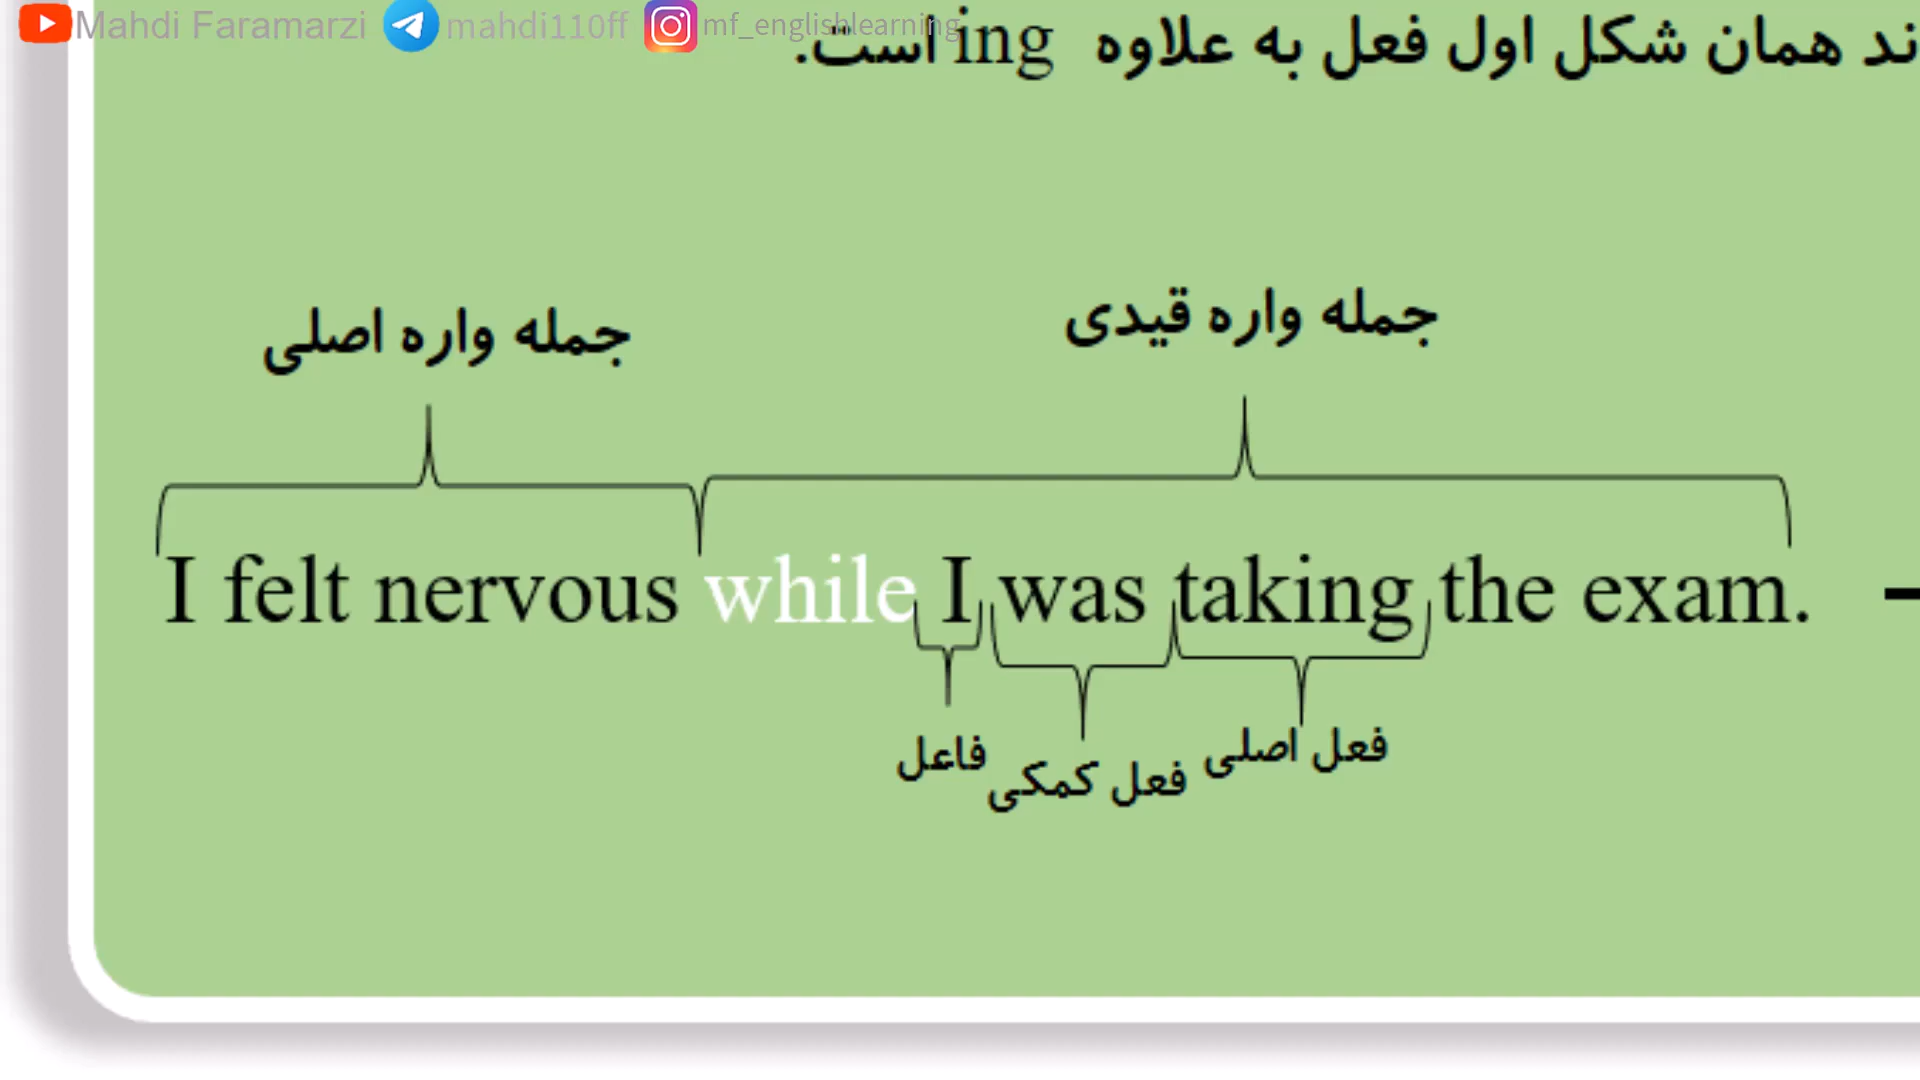 Mahdi Faramarzi mahdi110ff mf_englishlearning
همان شکل اول فعل به علاوه ing است.
جمله واره اصلی جمله واره قیدی
I felt nervous while I was taking the exam.
فاعل فعل کمکی فعل اصلی